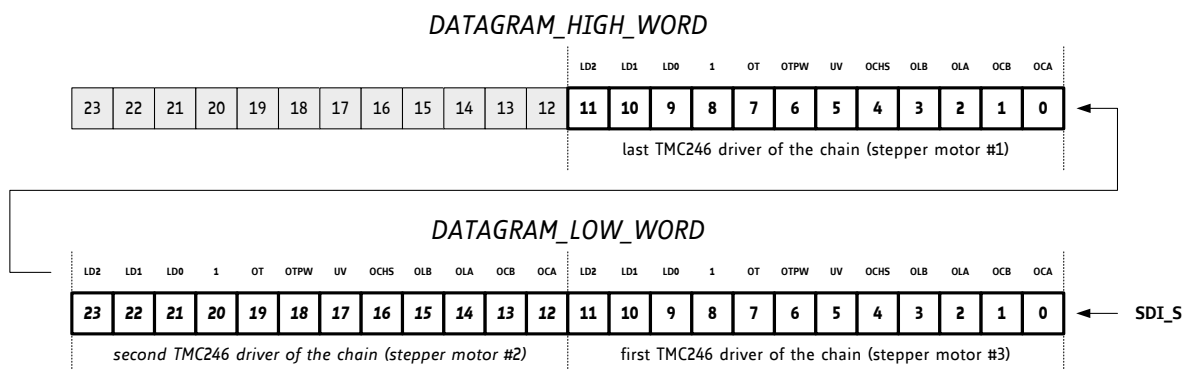 DATAGRAM_HIGH_WORD
LD2 LD1 LD0 1 OT OTPW UV OCHS OLB OLA OCB OCA
23 22 21 20 19 18 17 16 15 14 13 12 11 10 9 8 7 6 5 4 3 2 1 0
last TMC246 driver of the chain (stepper motor #1)
DATAGRAM_LOW_WORD
LD2 LD1 LD0 1 OT OTPW UV OCHS OLB OLA OCB OCA LD2 LD1 LD0 1 OT OTPW UV OCHS OLB OLA OCB OCA
23 22 21 20 19 18 17 16 15 14 13 12 11 10 9 8 7 6 5 4 3 2 1 0 SDI_S
second TMC246 driver of the chain (stepper motor #2) first TMC246 driver of the chain (stepper motor #3)